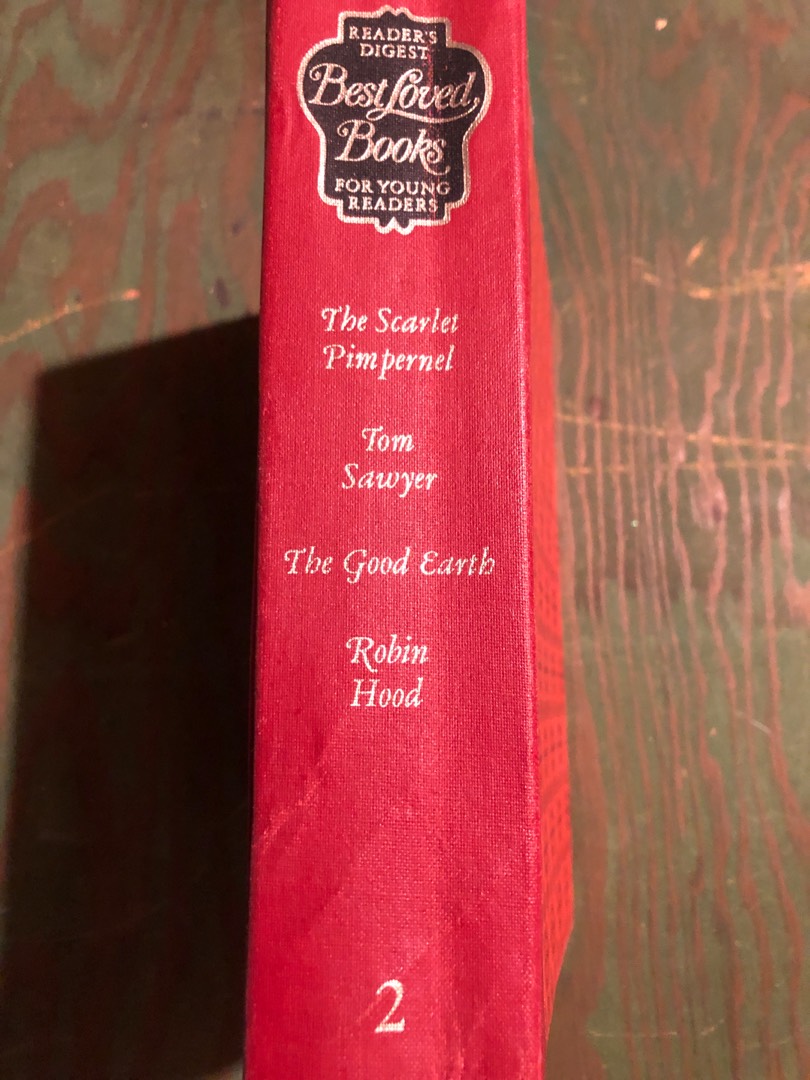 READER'S
DIGEST
Best Loved
Books
FOR YOUNG
READERS
The Scarlet
Pimpernel
Tom
Sawyer
The Good Earth
Robin
Hood
2